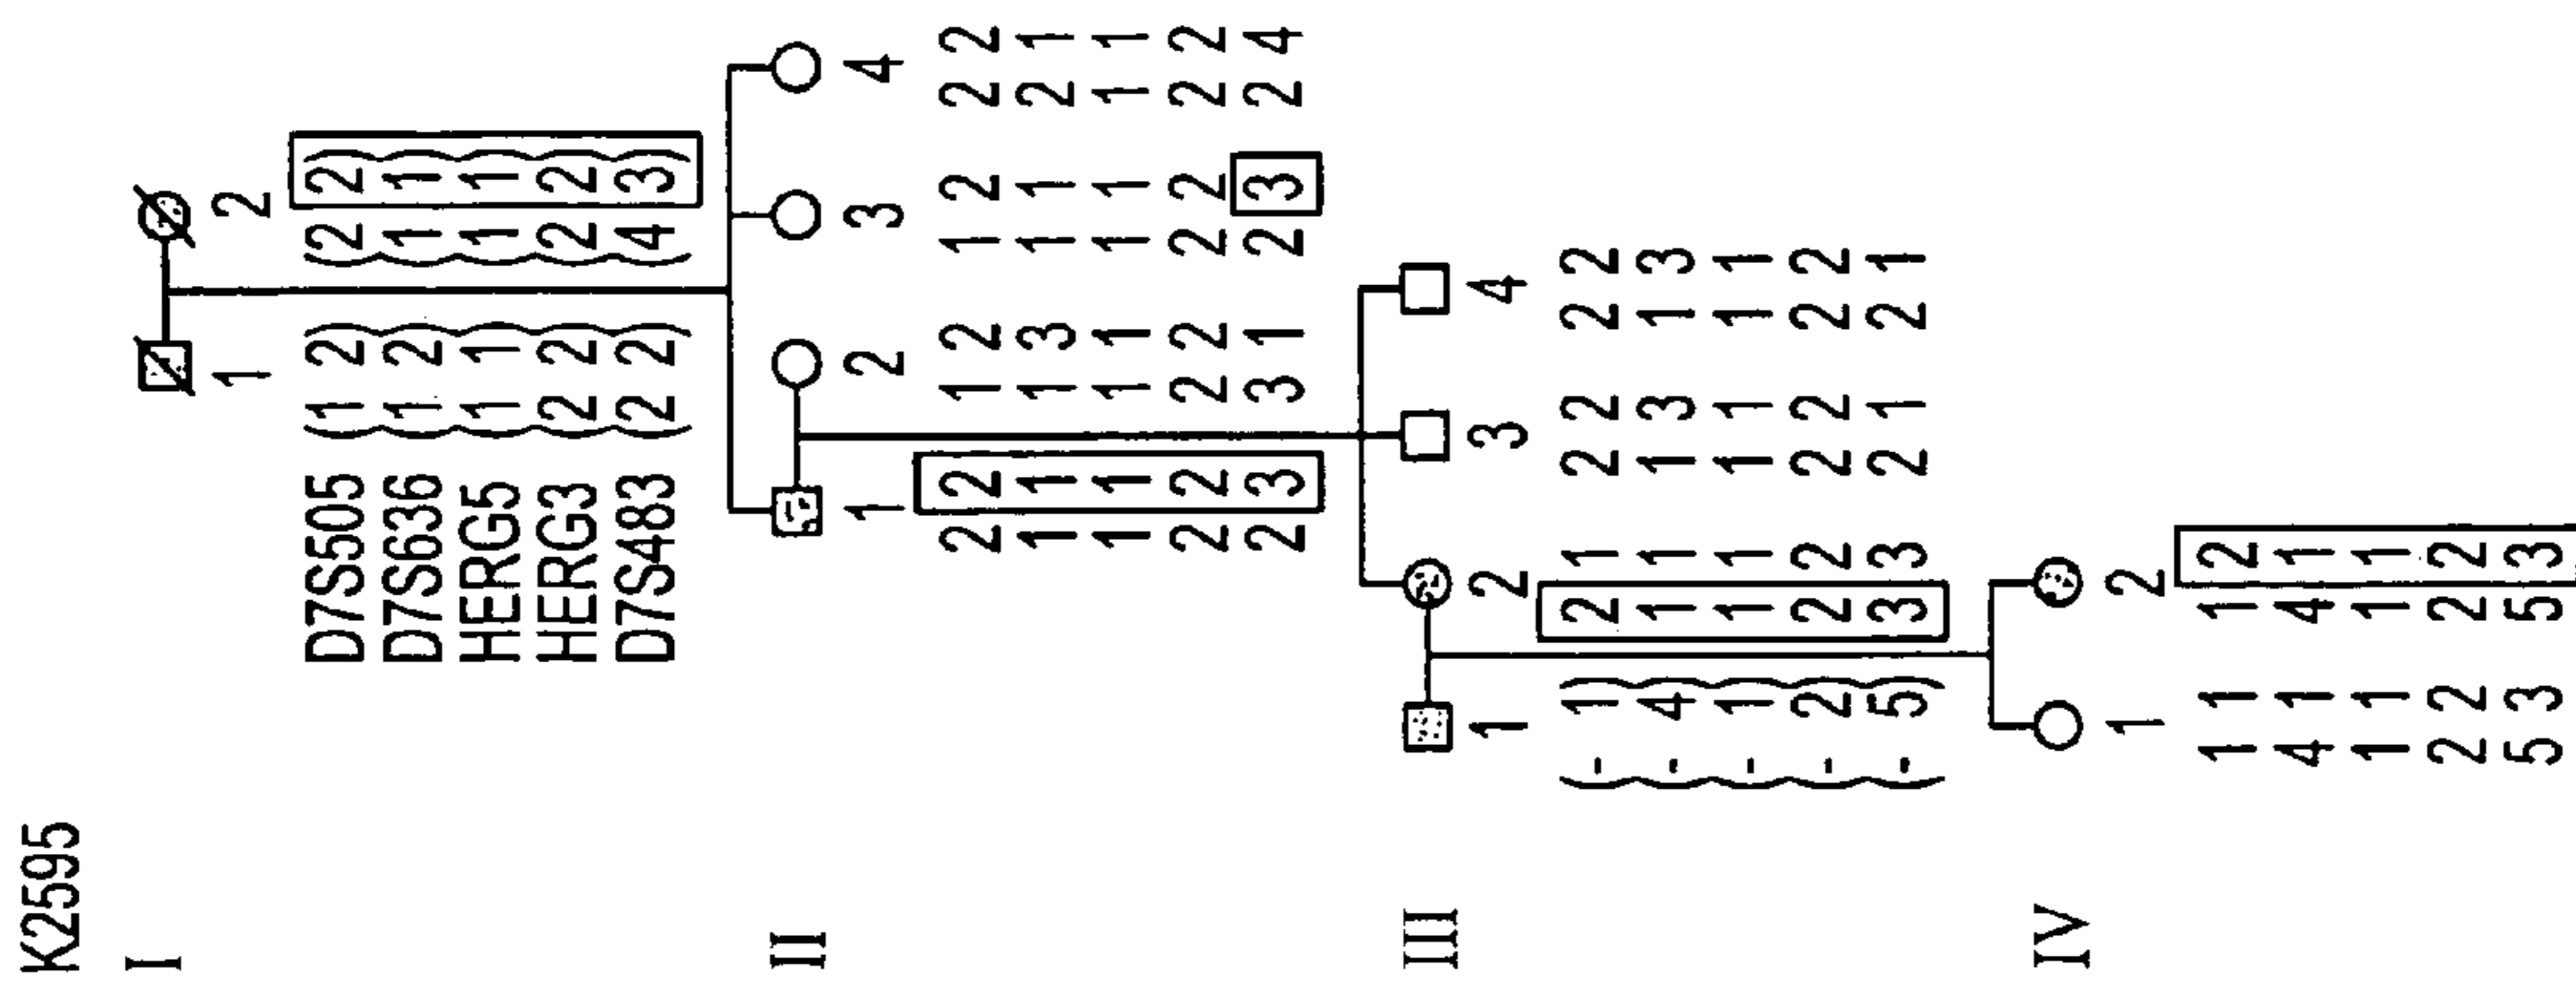 K2595
I
1 2
D7S505 (1 2) (2 2)
D7S636 (1 2) (1 1)
HERG5 (1 1) (1 1)
HERG3 (2 2) (2 2)
D7S483 (2 2) (4 3)
II
1 2 3 4
2 2 1 2 1 2 2 2
1 1 1 3 1 1 2 1
1 1 1 1 1 1 1 1
2 2 2 2 2 2 2 2
2 3 3 1 2 3 2 4
III
1 2 3 4
(- 1) 2 1 2 2 2 2
(- 4) 1 1 1 3 1 3
(- 1) 1 1 1 1 1 1
(- 2) 2 2 2 2 2 2
(- 5) 3 3 2 1 2 1
IV
1 2
1 1 1 2
4 1 4 1
1 1 1 1
2 2 2 2
5 3 5 3